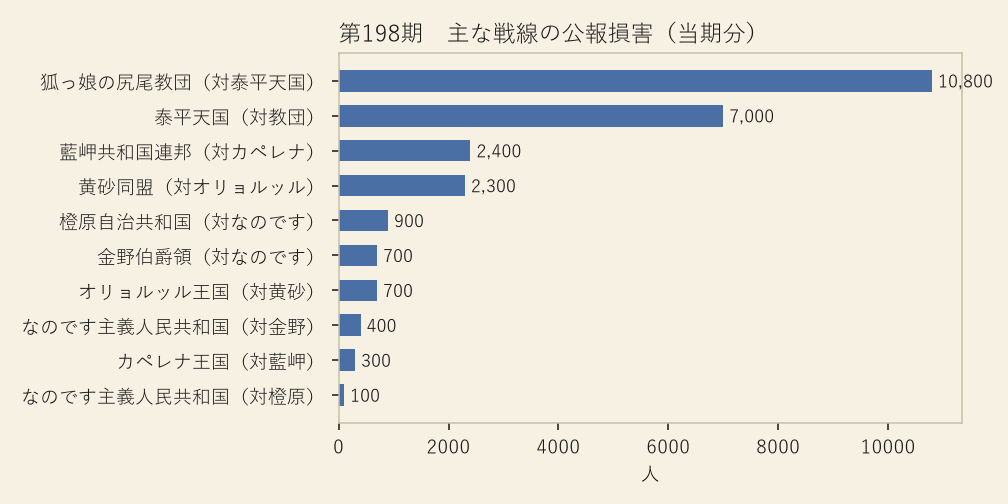 第198期　主な戦線の公報損害（当期分）
狐っ娘の尻尾教団（対泰平天国） 10,800
泰平天国（対教団） 7,000
藍岬共和国連邦（対カペレナ） 2,400
黄砂同盟（対オリョルッル） 2,300
橙原自治共和国（対なのです） 900
金野伯爵領（対なのです） 700
オリョルッル王国（対黄砂） 700
なのです主義人民共和国（対金野） 400
カペレナ王国（対藍岬） 300
なのです主義人民共和国（対橙原） 100
0 2000 4000 6000 8000 10000
人